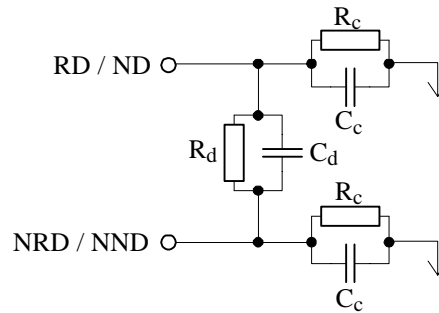 R_c
RD / ND
C_c
R_d
C_d
R_c
NRD / NND
C_c